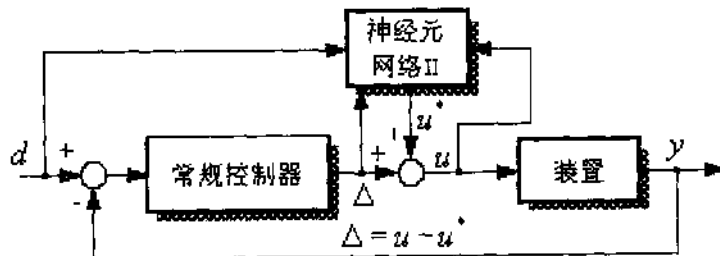 神经元
网络II
d
+
-
常规控制器
Δ
+
-
u*
u
装置
y
Δ = u - u*